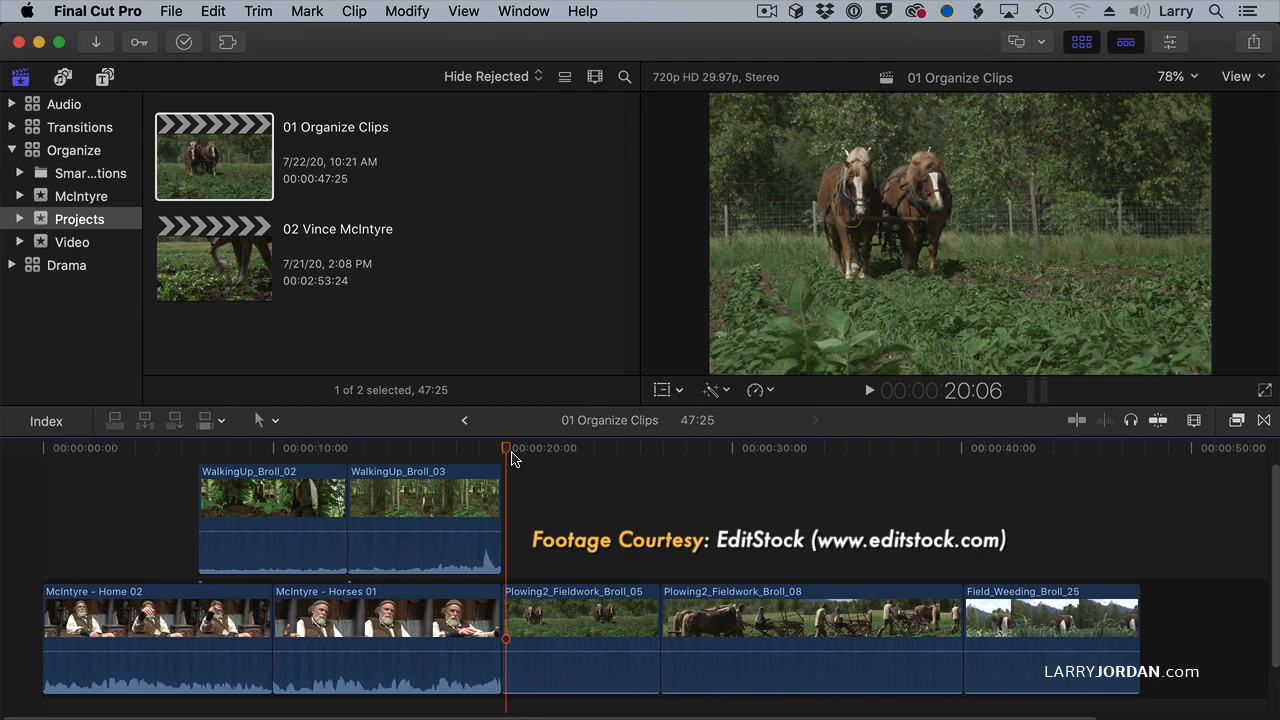 Final Cut Pro File Edit Trim Mark Clip Modify View Window Help Larry
Hide Rejected
720p HD 29.97p, Stereo 01 Organize Clips 78% View
Audio
Transitions
Organize
Smar...tions
McIntyre
Projects
Video
Drama
01 Organize Clips
7/22/20, 10:21 AM
00:00:47:25
02 Vince McIntyre
7/21/20, 2:08 PM
00:02:53:24
1 of 2 selected, 47:25
00:00:20:06
Index 01 Organize Clips 47:25
00:00:00:00 00:00:10:00 00:00:20:00 00:00:30:00 00:00:40:00 00:00:50:00
WalkingUp_Broll_02 WalkingUp_Broll_03
Footage Courtesy: EditStock (www.editstock.com)
McIntyre - Home 02 McIntyre - Horses 01 Plowing2_Fieldwork_Broll_05 Plowing2_Fieldwork_Broll_08 Field_Weeding_Broll_25
LARRYJORDAN.com